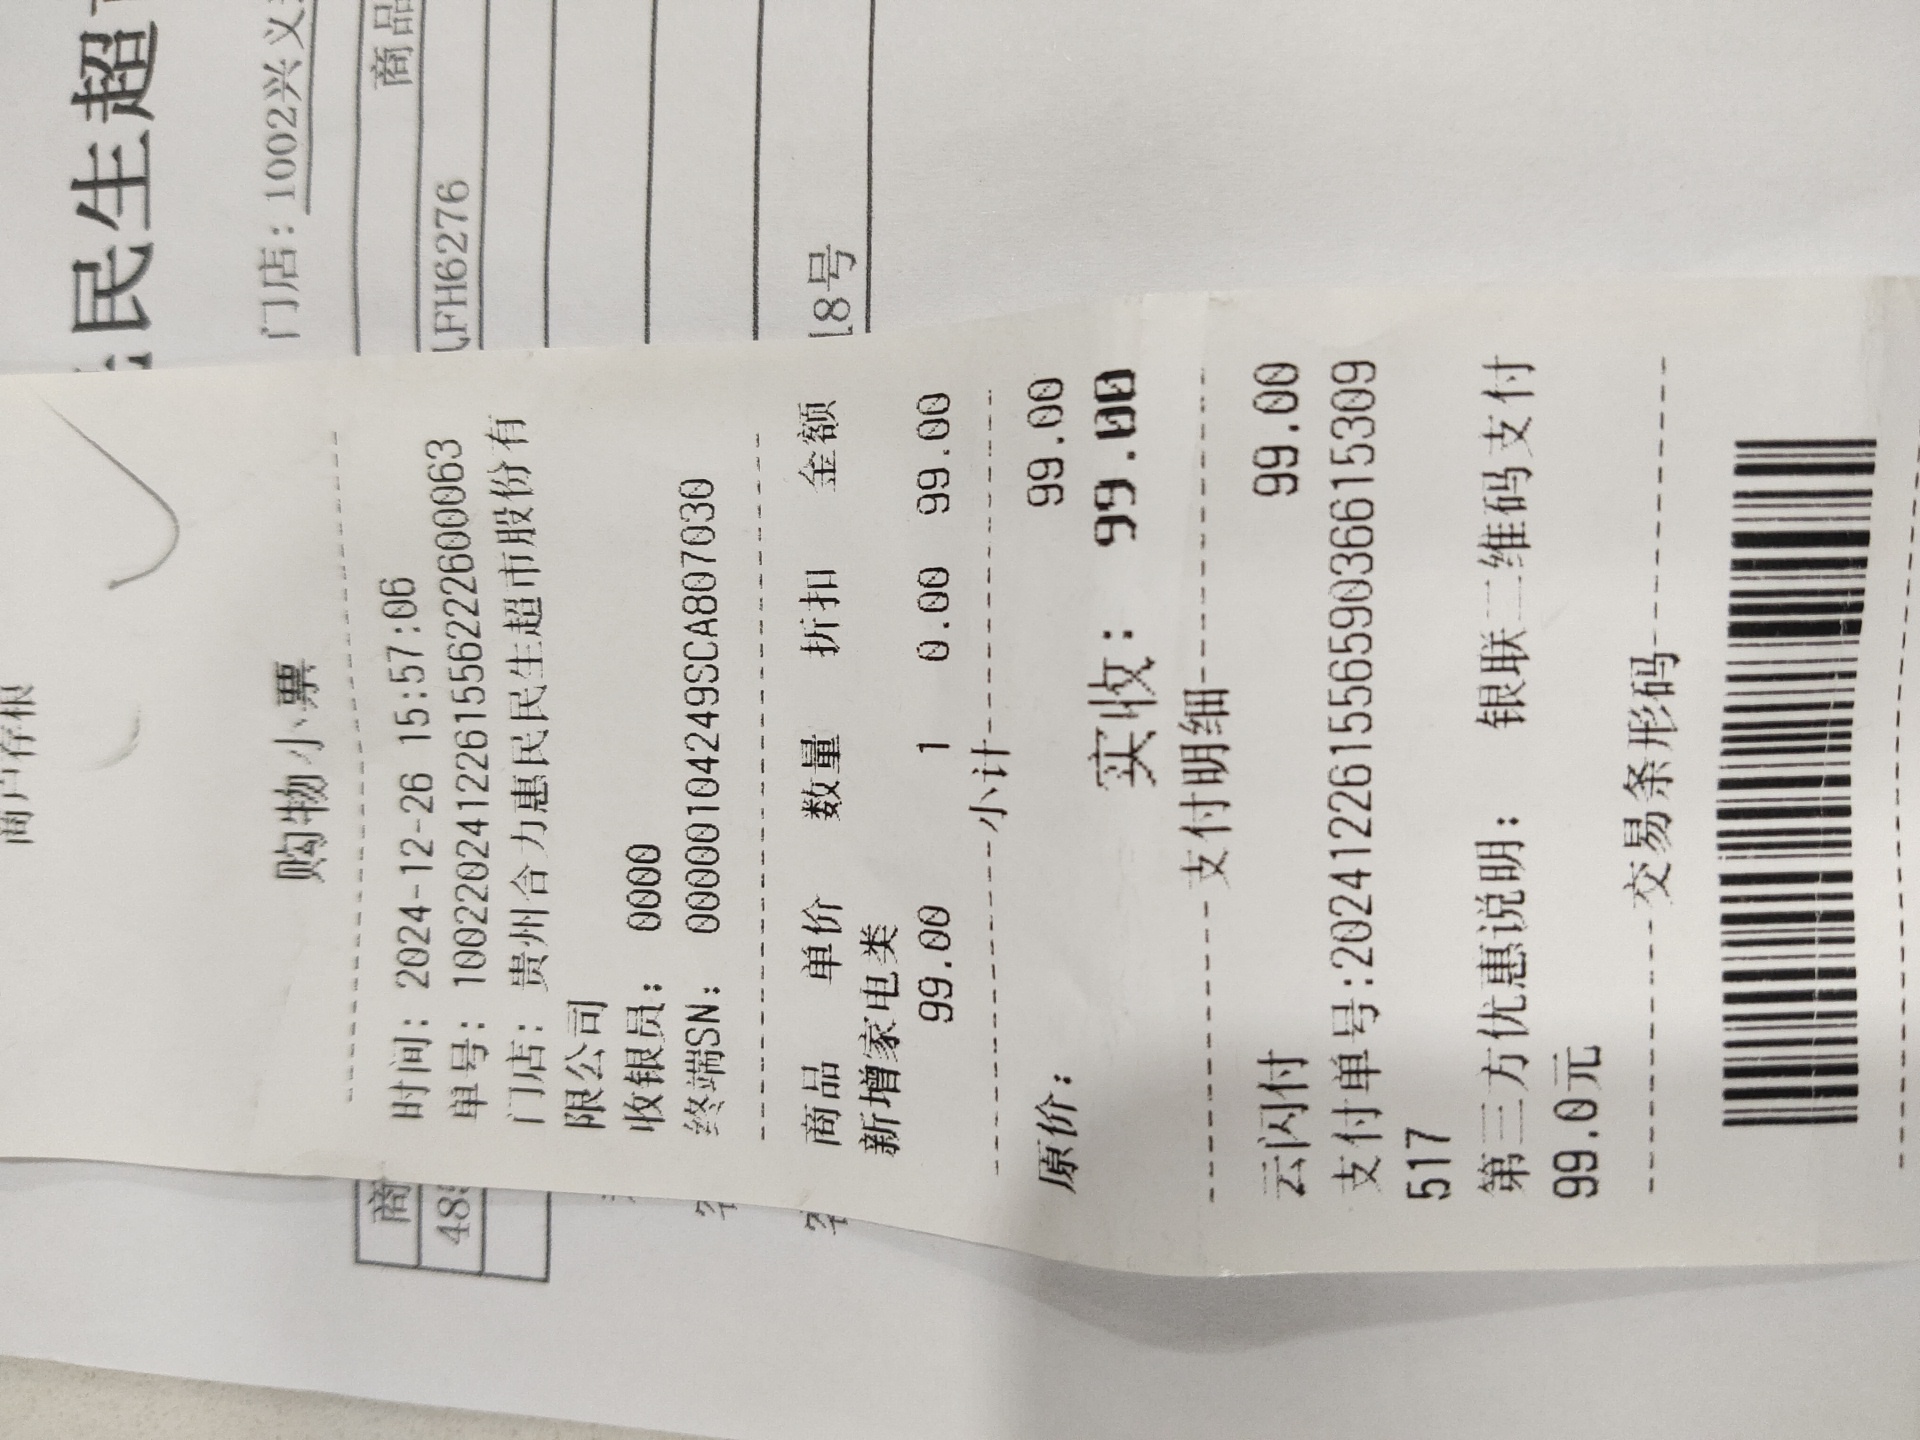 民生超
门店：1002兴义
商品
FH6276
18号
商
48
商户存根
购物小票
时间：2024-12-26 15:57:06
单号：10022024122615562222600063
门店：贵州合力惠民民生超市股份有
限公司
收银员： 0000
终端SN： 00000104249SCA807030
商品 单价 数量 折扣 金额
新增家电类
99.00 1 0.00 99.00
小计
原价： 99.00
实收： 99.00
支付明细
云闪付 99.00
支付单号:20241226155659036615309
517
第三方优惠说明： 银联二维码支付
99.0元
交易条形码